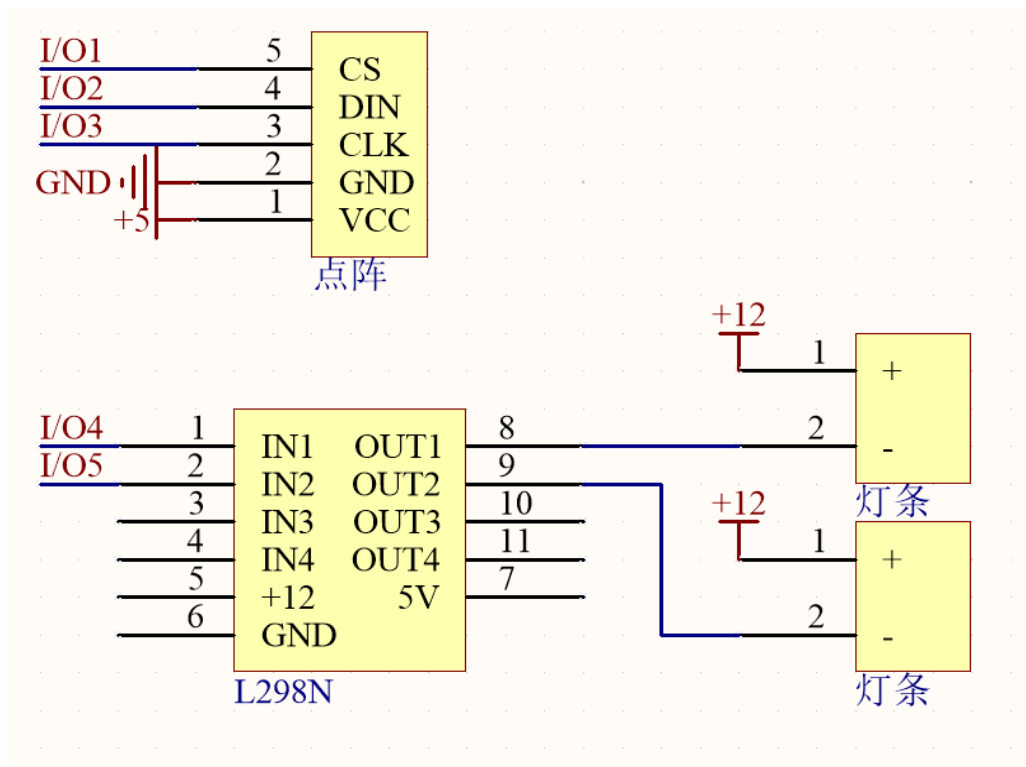 I/O1 5 CS
I/O2 4 DIN
I/O3 3 CLK
GND 2 GND
+5 1 VCC
点阵
+12 1 +
2 -
灯条
I/O4 1 IN1 OUT1 8
I/O5 2 IN2 OUT2 9
3 IN3 OUT3 10
4 IN4 OUT4 11
5 +12 5V 7
6 GND
L298N
+12 1 +
2 -
灯条